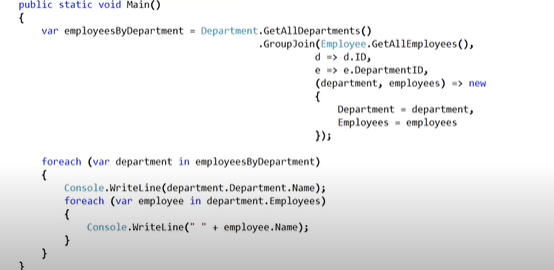 public static void Main()
{
    var employeesByDepartment = Department.GetAllDepartments()
                                          .GroupJoin(Employee.GetAllEmployees(),
                                                     d => d.ID,
                                                     e => e.DepartmentID,
                                                     (department, employees) => new
                                                     {
                                                         Department = department,
                                                         Employees = employees
                                                     });
    foreach (var department in employeesByDepartment)
    {
        Console.WriteLine(department.Department.Name);
        foreach (var employee in department.Employees)
        {
            Console.WriteLine(" " + employee.Name);
        }
    }
}